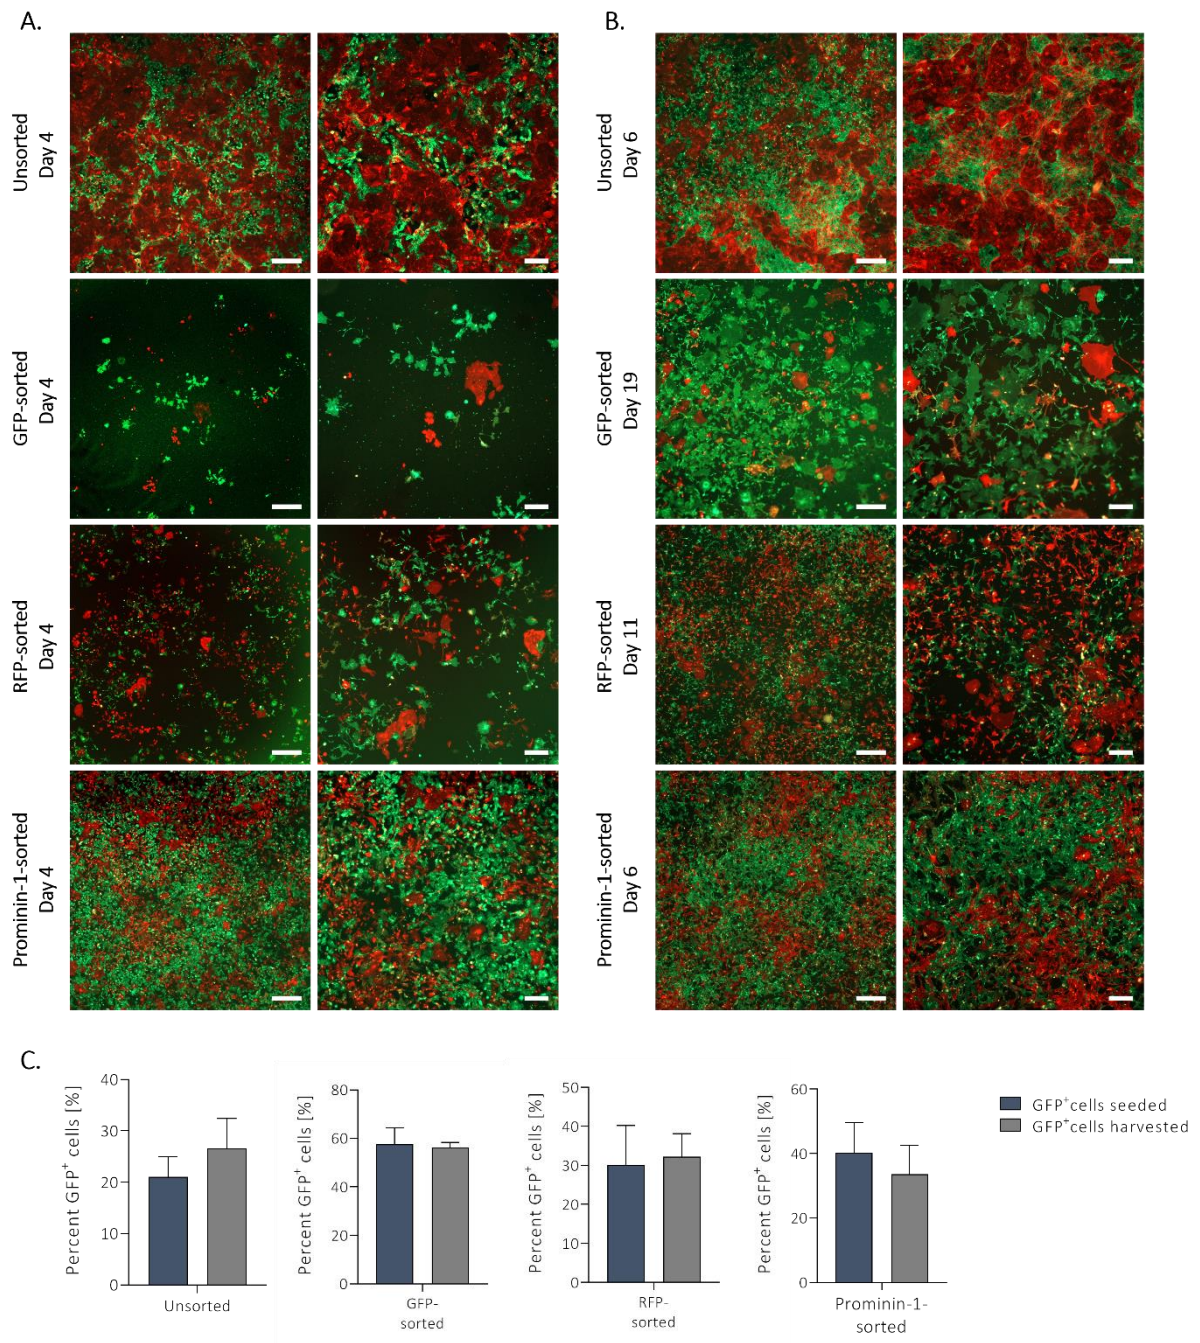 A.
B.
Unsorted
Day 4
Unsorted
Day 6
GFP-sorted
Day 4
GFP-sorted
Day 19
RFP-sorted
Day 4
RFP-sorted
Day 11
Prominin-1-sorted
Day 4
Prominin-1-sorted
Day 6
C.
Percent GFP⁺ cells [%]
40
30
20
10
0
Unsorted
Percent GFP⁺ cells [%]
80
60
40
20
0
GFP-
sorted
Percent GFP⁺ cells [%]
50
40
30
20
10
0
RFP-
sorted
Percent GFP⁺ cells [%]
60
40
20
0
Prominin-1-
sorted
GFP⁺cells seeded
GFP⁺cells harvested